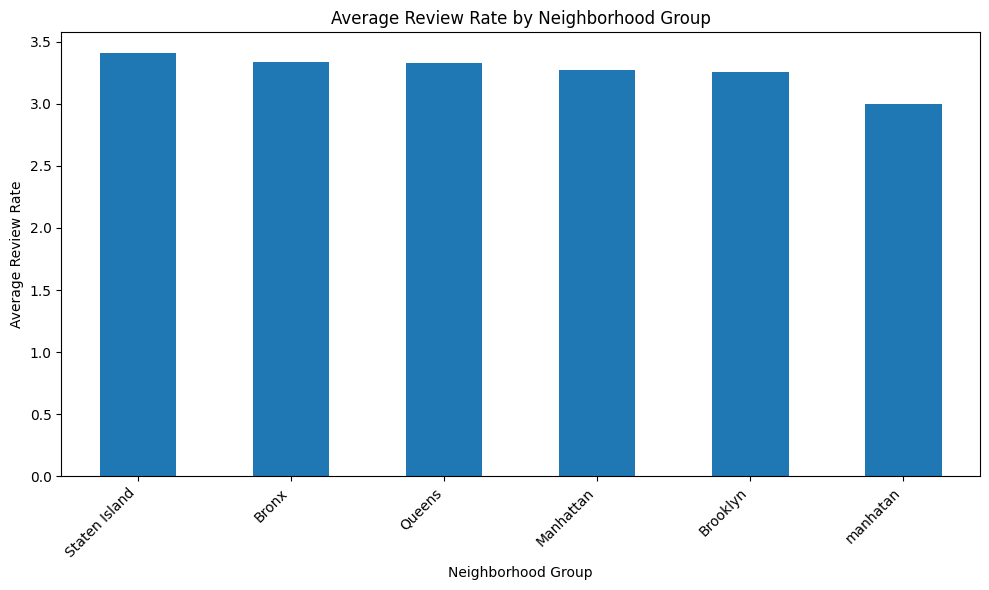 Average Review Rate by Neighborhood Group
Average Review Rate
3.5
3.0
2.5
2.0
1.5
1.0
0.5
0.0
Staten Island
Bronx
Queens
Manhattan
Brooklyn
manhatan
Neighborhood Group